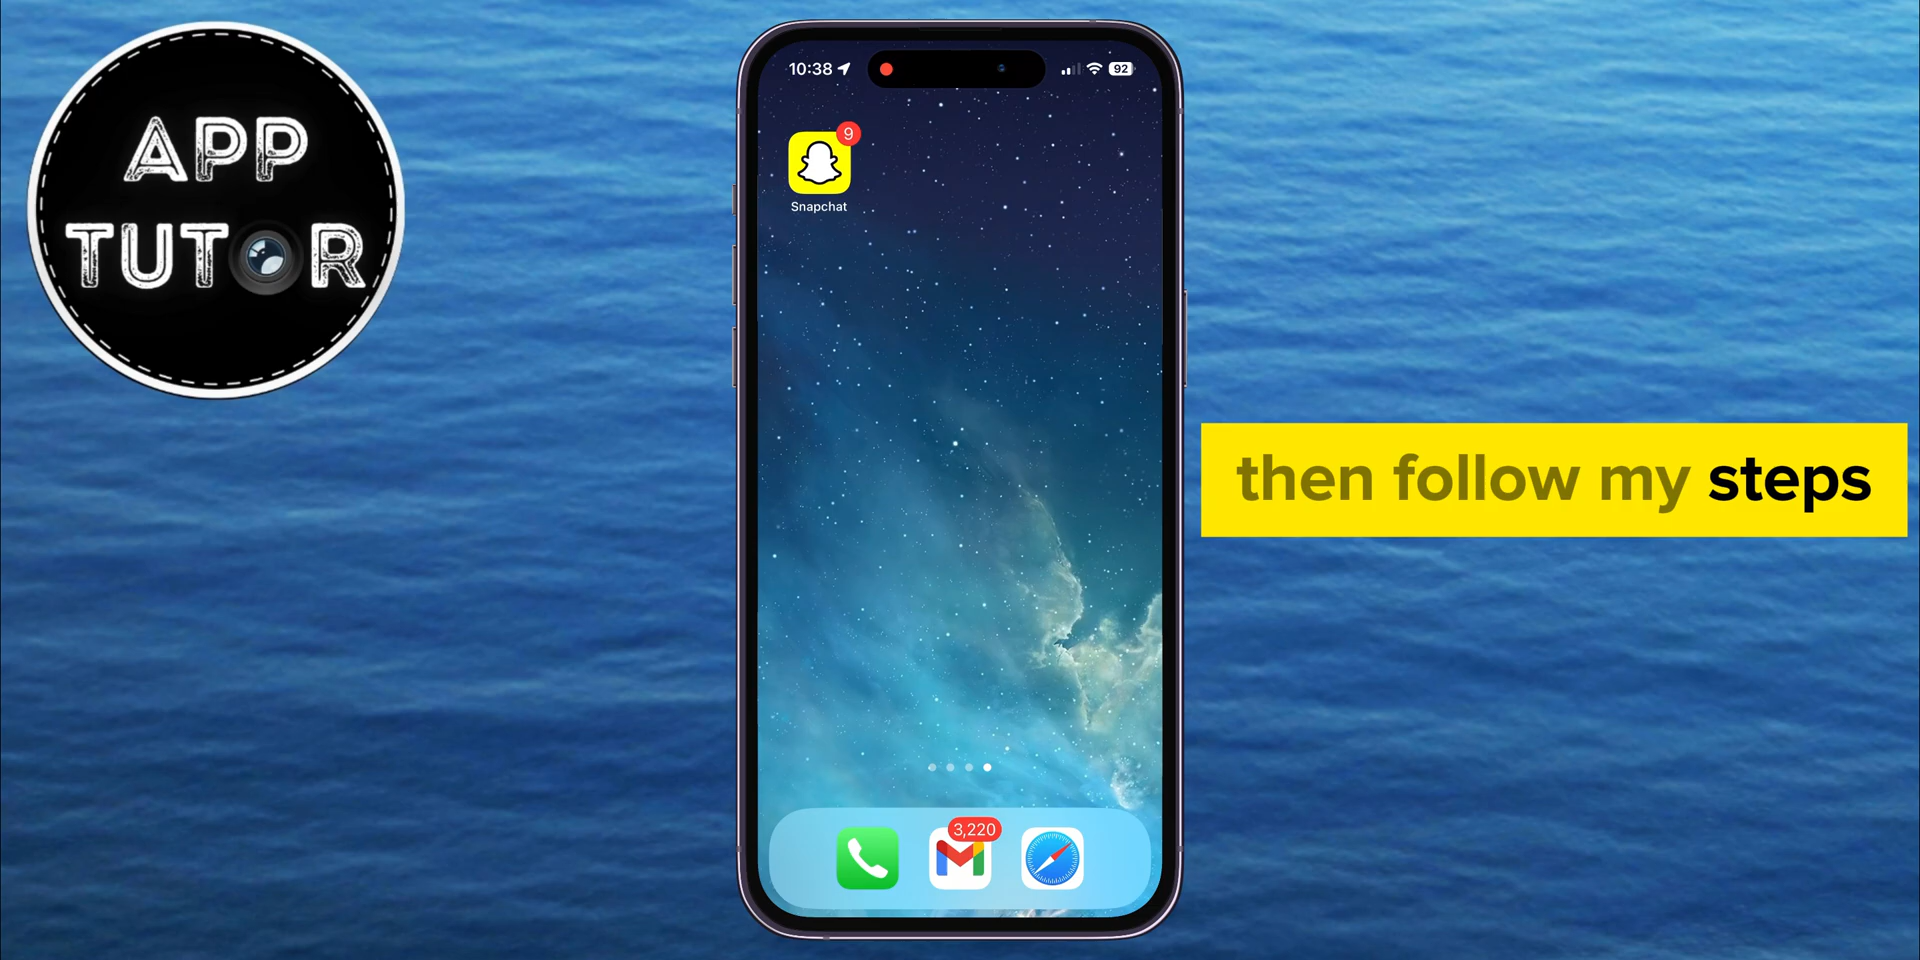 APP
TUTOR
10:38
92
9
Snapchat
3,220
then follow my steps